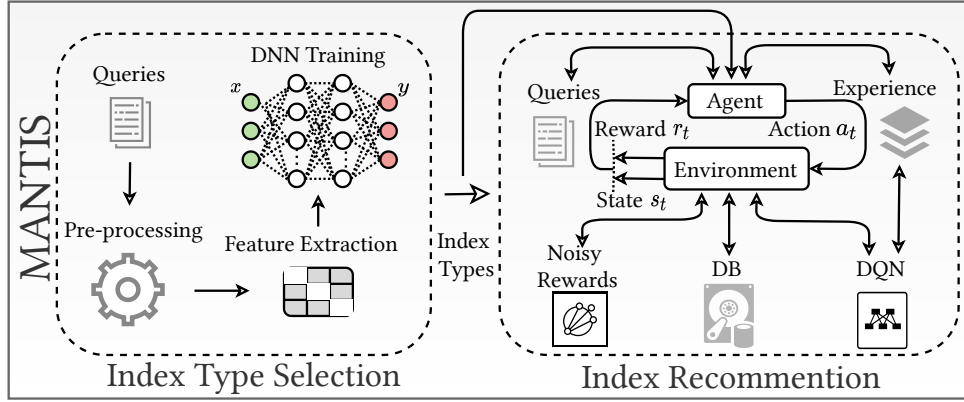 MANTIS
Queries
DNN Training
x
y
Pre-processing
Feature Extraction
Index Type Selection
Index
Types
Queries
Agent
Experience
Reward r_t
Action a_t
Environment
State s_t
Noisy
Rewards
DB
DQN
Index Recommention